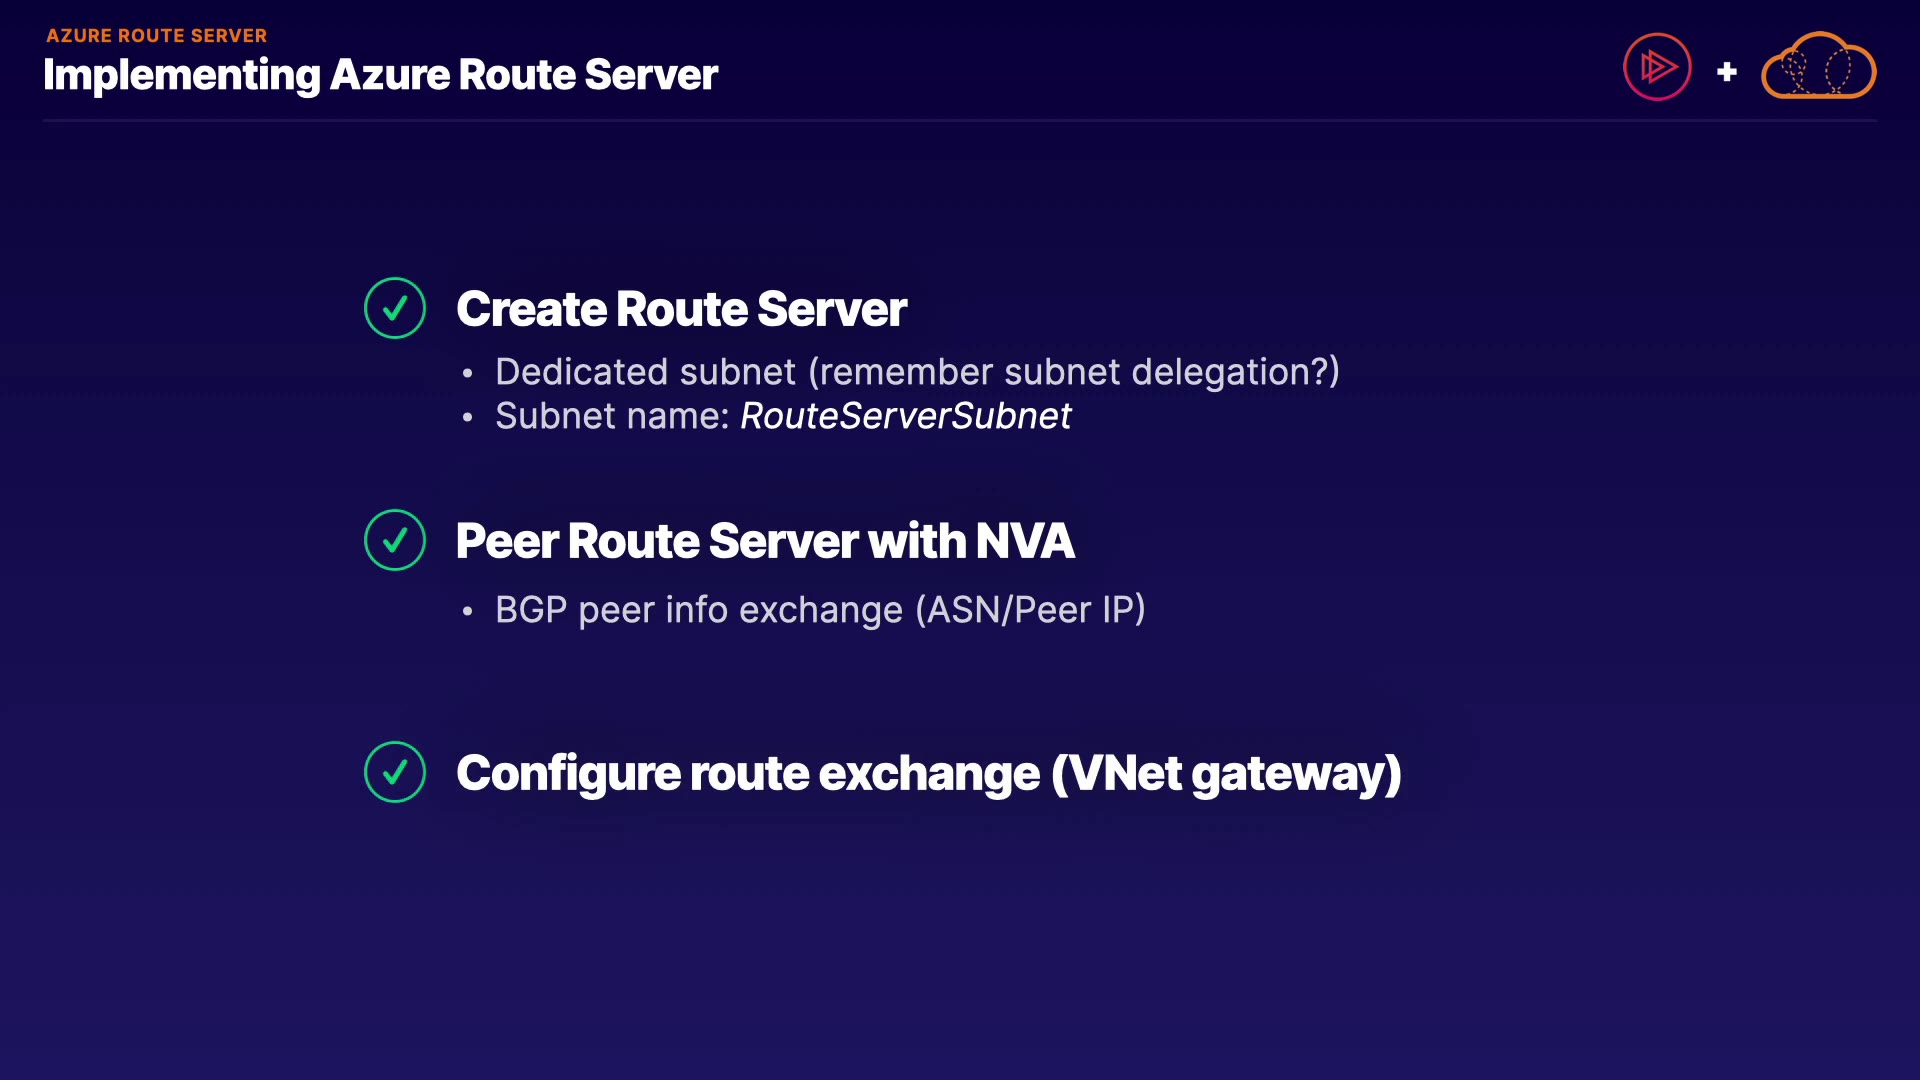 AZURE ROUTE SERVER
Implementing Azure Route Server
+
Create Route Server
• Dedicated subnet (remember subnet delegation?)
• Subnet name: RouteServerSubnet
Peer Route Server with NVA
• BGP peer info exchange (ASN/Peer IP)
Configure route exchange (VNet gateway)